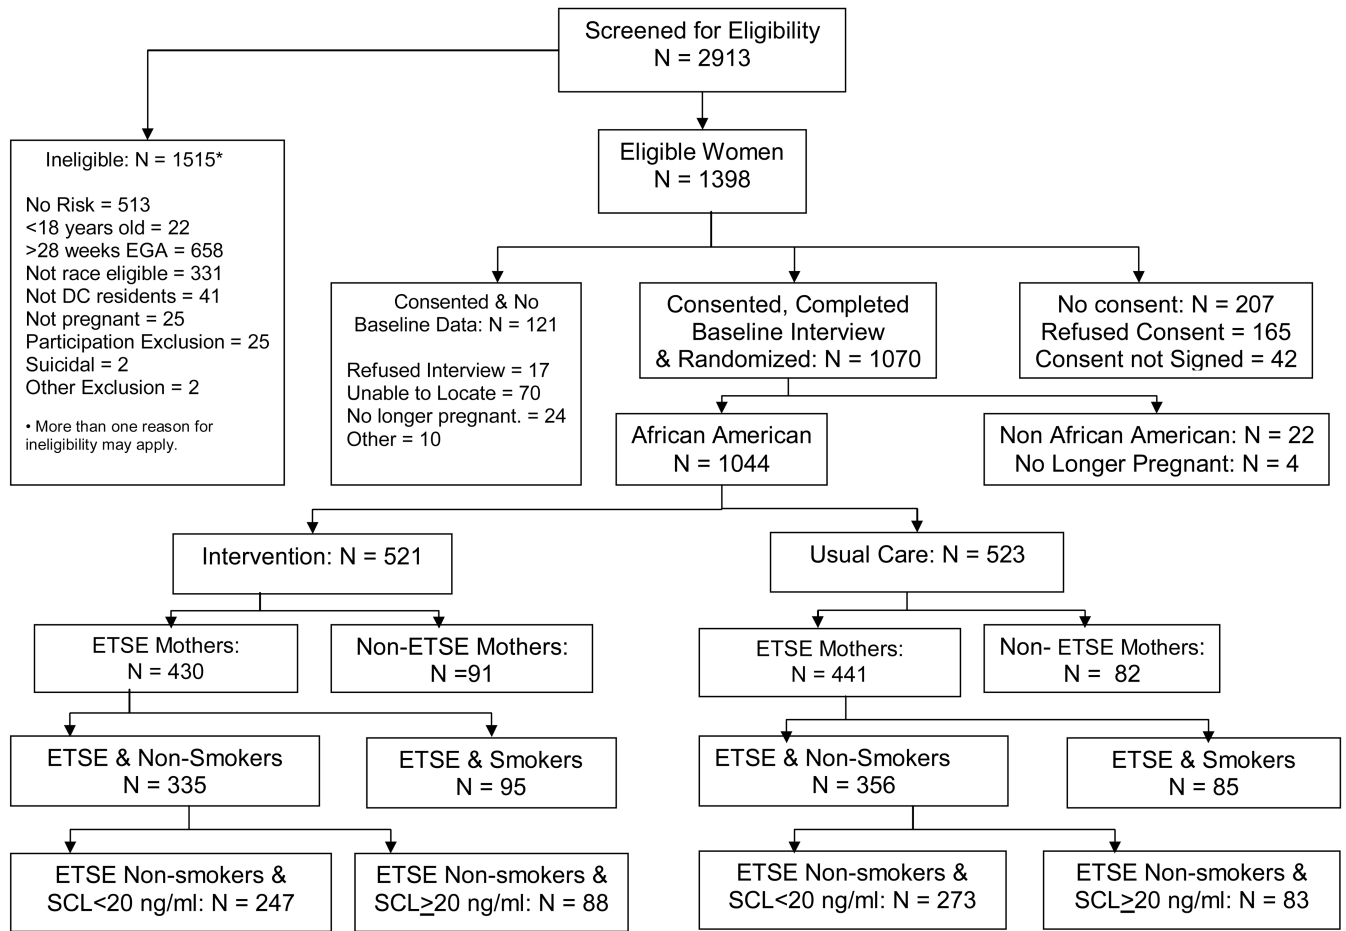 Screened for Eligibility
N = 2913
Ineligible: N = 1515*
No Risk = 513
<18 years old = 22
>28 weeks EGA = 658
Not race eligible = 331
Not DC residents = 41
Not pregnant = 25
Participation Exclusion = 25
Suicidal = 2
Other Exclusion = 2
• More than one reason for
ineligibility may apply.
Eligible Women
N = 1398
Consented & No
Baseline Data: N = 121
Refused Interview = 17
Unable to Locate = 70
No longer pregnant. = 24
Other = 10
Consented, Completed
Baseline Interview
& Randomized: N = 1070
No consent: N = 207
Refused Consent = 165
Consent not Signed = 42
African American
N = 1044
Non African American: N = 22
No Longer Pregnant: N = 4
Intervention: N = 521
Usual Care: N = 523
ETSE Mothers:
N = 430
Non-ETSE Mothers:
N =91
ETSE Mothers:
N = 441
Non- ETSE Mothers:
N = 82
ETSE & Non-Smokers
N = 335
ETSE & Smokers
N = 95
ETSE & Non-Smokers
N = 356
ETSE & Smokers
N = 85
ETSE Non-smokers &
SCL<20 ng/ml: N = 247
ETSE Non-smokers &
SCL≥20 ng/ml: N = 88
ETSE Non-smokers &
SCL<20 ng/ml: N = 273
ETSE Non-smokers &
SCL≥20 ng/ml: N = 83